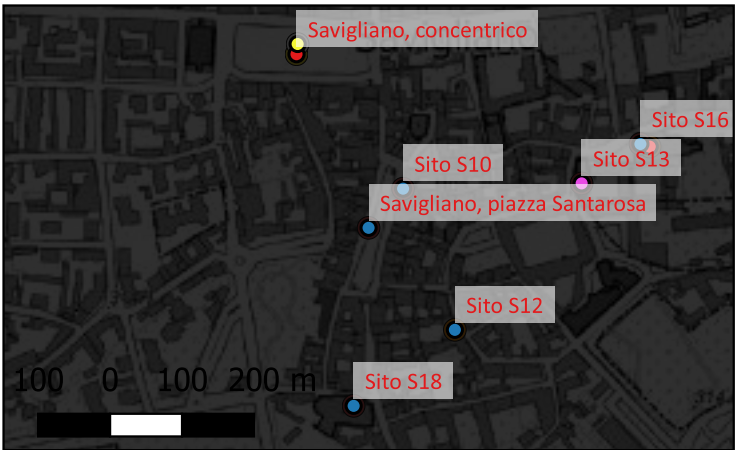 Savigliano, concentrico
Sito S16
Sito S13
Sito S10
Savigliano, piazza Santarosa
Sito S12
Sito S18
100 0 100 200 m